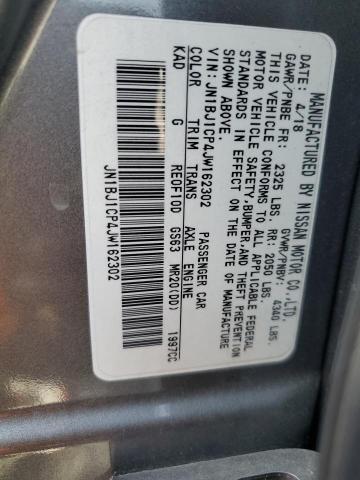 MANUFACTURED BY NISSAN MOTOR CO.,LTD.
DATE: 4/18 GVWR/PNBV: 4340 LBS.
GAWR/PNBE FR: 2325 LBS. RR: 2050 LBS.
THIS VEHICLE CONFORMS TO ALL APPLICABLE FEDERAL
MOTOR VEHICLE SAFETY,BUMPER,AND THEFT PREVENTION
STANDARDS IN EFFECT ON THE DATE OF MANUFACTURE
SHOWN ABOVE.
VIN:JN1BJ1CP4JW162302 PASSENGER CAR
COLOR TRIM TRANS AXLE ENGINE
KAD G REOF10D GS63 MR20(DD) 1997CC
JN1BJ1CP4JW162302